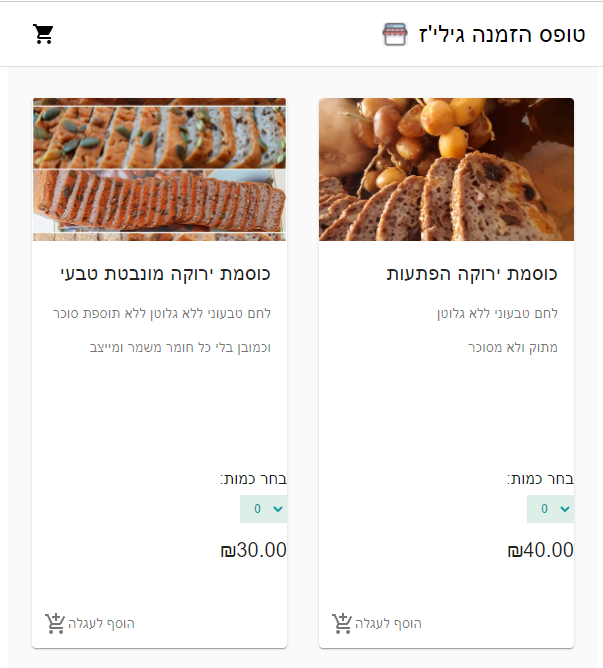 טופס הזמנה גילי'ז
כוסמת ירוקה הפתעות
לחם טבעוני ללא גלוטן
מתוק ולא מסוכר
בחר כמות:
0
₪40.00
הוסף לעגלה
כוסמת ירוקה מונבטת טבעי
לחם טבעוני ללא גלוטן ללא תוספת סוכר
וכמובן בלי כל חומר משמר ומייצב
בחר כמות:
0
₪30.00
הוסף לעגלה